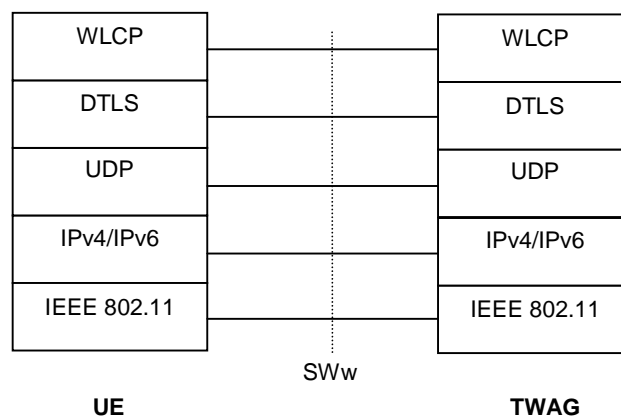 WLCP
WLCP
DTLS
DTLS
UDP
UDP
IPv4/IPv6
IPv4/IPv6
IEEE 802.11
IEEE 802.11
SWw
UE
TWAG